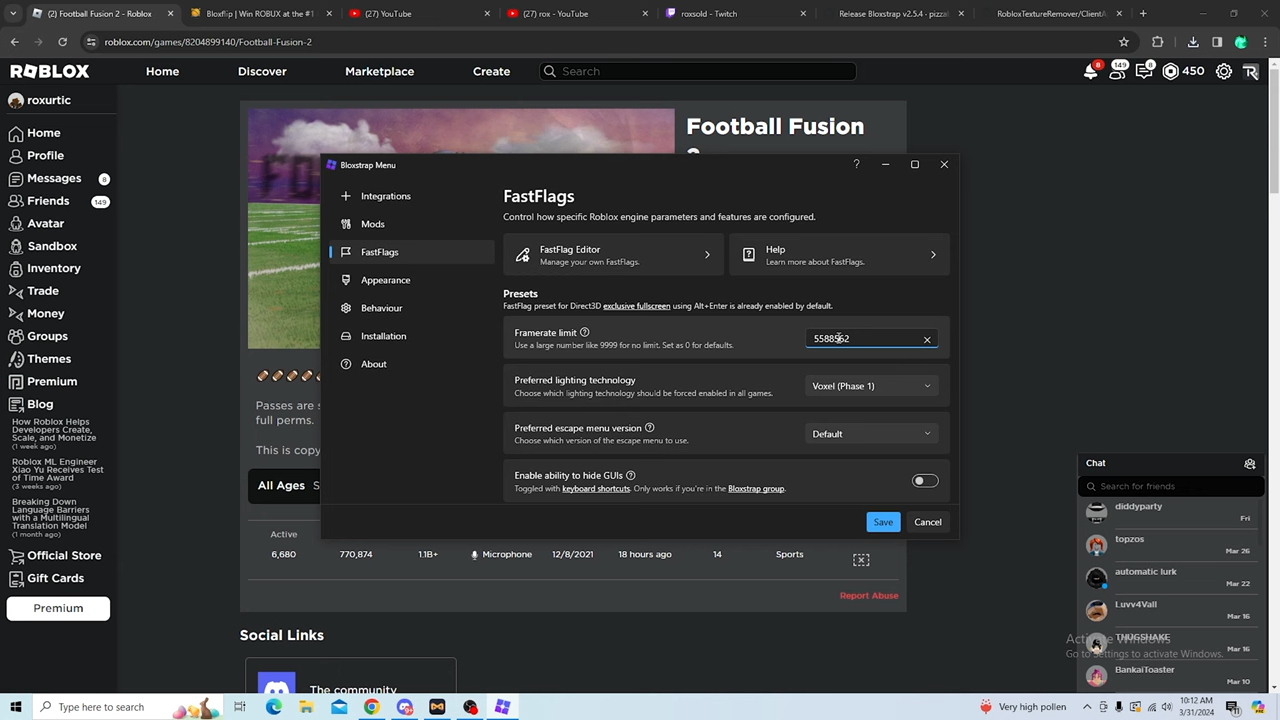 (2) Football Fusion 2 - Roblox
Bloxflip | Win ROBUX at the #1
(27) YouTube
(27) rox - YouTube
roxsold - Twitch
Release Bloxstrap v2.5.4 · pizzal
RobloxTextureRemover/ClientA
roblox.com/games/8204899140/Football-Fusion-2
ROBLOX
Home
Discover
Marketplace
Create
Search
8
149
8
450
roxurtic
Home
Profile
Messages 8
Friends 149
Avatar
Sandbox
Inventory
Trade
Money
Groups
Themes
Premium
Blog
How Roblox Helps
Developers Create,
Scale, and Monetize
(1 week ago)
Roblox ML Engineer
Xiao Yu Receives Test
of Time Award
(3 weeks ago)
Breaking Down
Language Barriers
with a Multilingual
Translation Model
(1 month ago)
Official Store
Gift Cards
Premium
Football Fusion
Passes are s
full perms.
This is copy
All Ages
Bloxstrap Menu
Integrations
Mods
FastFlags
Appearance
Behaviour
Installation
About
FastFlags
Control how specific Roblox engine parameters and features are configured.
FastFlag Editor
Manage your own FastFlags.
Help
Learn more about FastFlags.
Presets
FastFlag preset for Direct3D exclusive fullscreen using Alt+Enter is already enabled by default.
Framerate limit
Use a large number like 9999 for no limit. Set as 0 for defaults.
5588562
Preferred lighting technology
Choose which lighting technology should be forced enabled in all games.
Voxel (Phase 1)
Preferred escape menu version
Choose which version of the escape menu to use.
Default
Enable ability to hide GUIs
Toggled with keyboard shortcuts. Only works if you're in the Bloxstrap group.
Save
Cancel
Active
6,680
770,874
1.1B+
Microphone
12/8/2021
18 hours ago
14
Sports
Report Abuse
Social Links
The community
Chat
Search for friends
diddyparty
Fri
topzos
Mar 26
automatic lurk
Mar 22
Luvv4Vall
Mar 16
THUGSHAKE
Mar 16
BankaiToaster
Mar 10
Activate Windows
Go to Settings to activate Windows.
Type here to search
Very high pollen
10:12 AM
3/31/2024